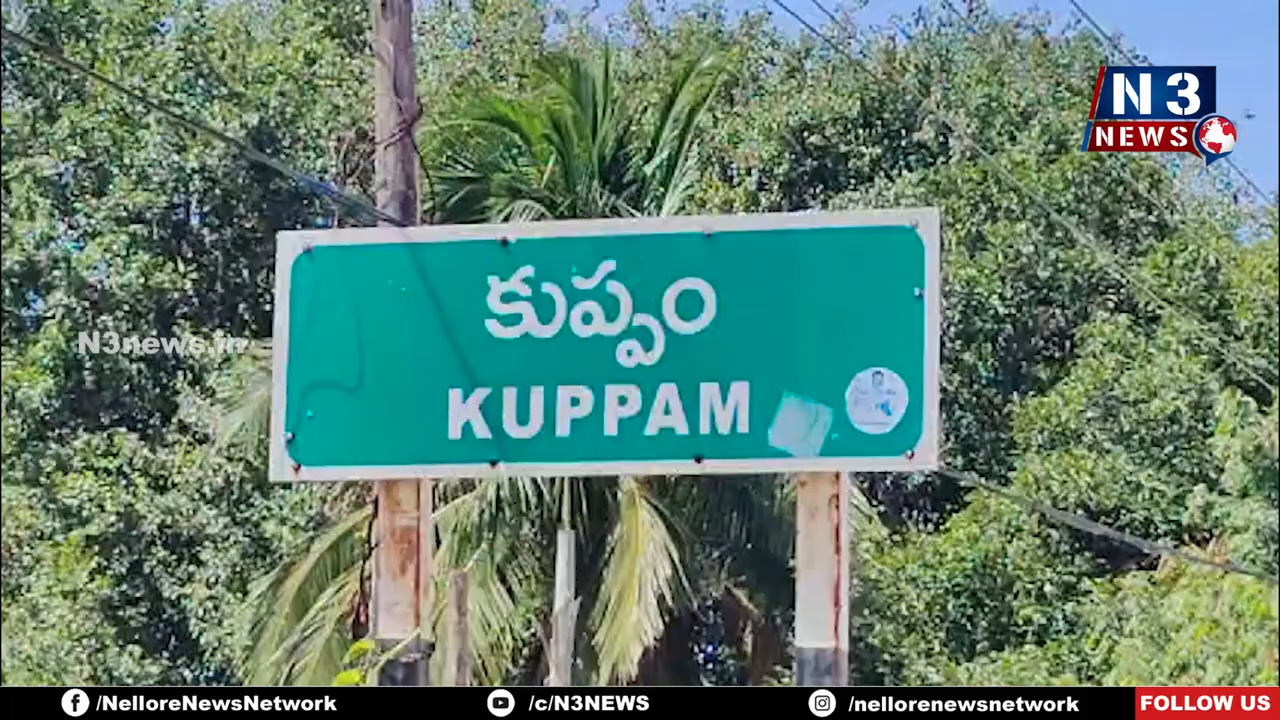 N3
NEWS
కుప్పం
N3news.in
KUPPAM
/NelloreNewsNetwork
/c/N3NEWS
/nellorenewsnetwork
FOLLOW US